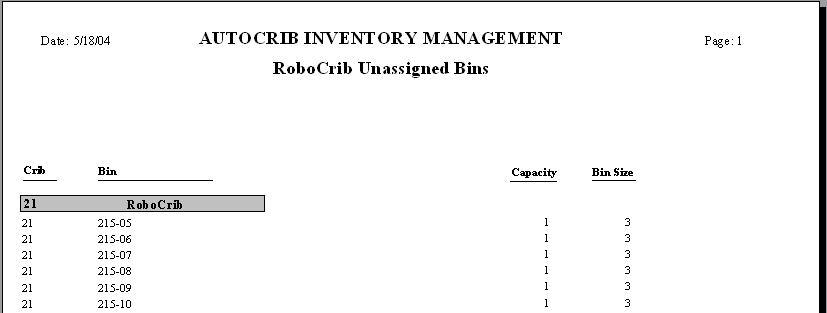 Date: 5/18/04 AUTOCRIB INVENTORY MANAGEMENT Page: 1
RoboCrib Unassigned Bins
Crib Bin Capacity Bin Size
21 RoboCrib
21 215-05 1 3
21 215-06 1 3
21 215-07 1 3
21 215-08 1 3
21 215-09 1 3
21 215-10 1 3